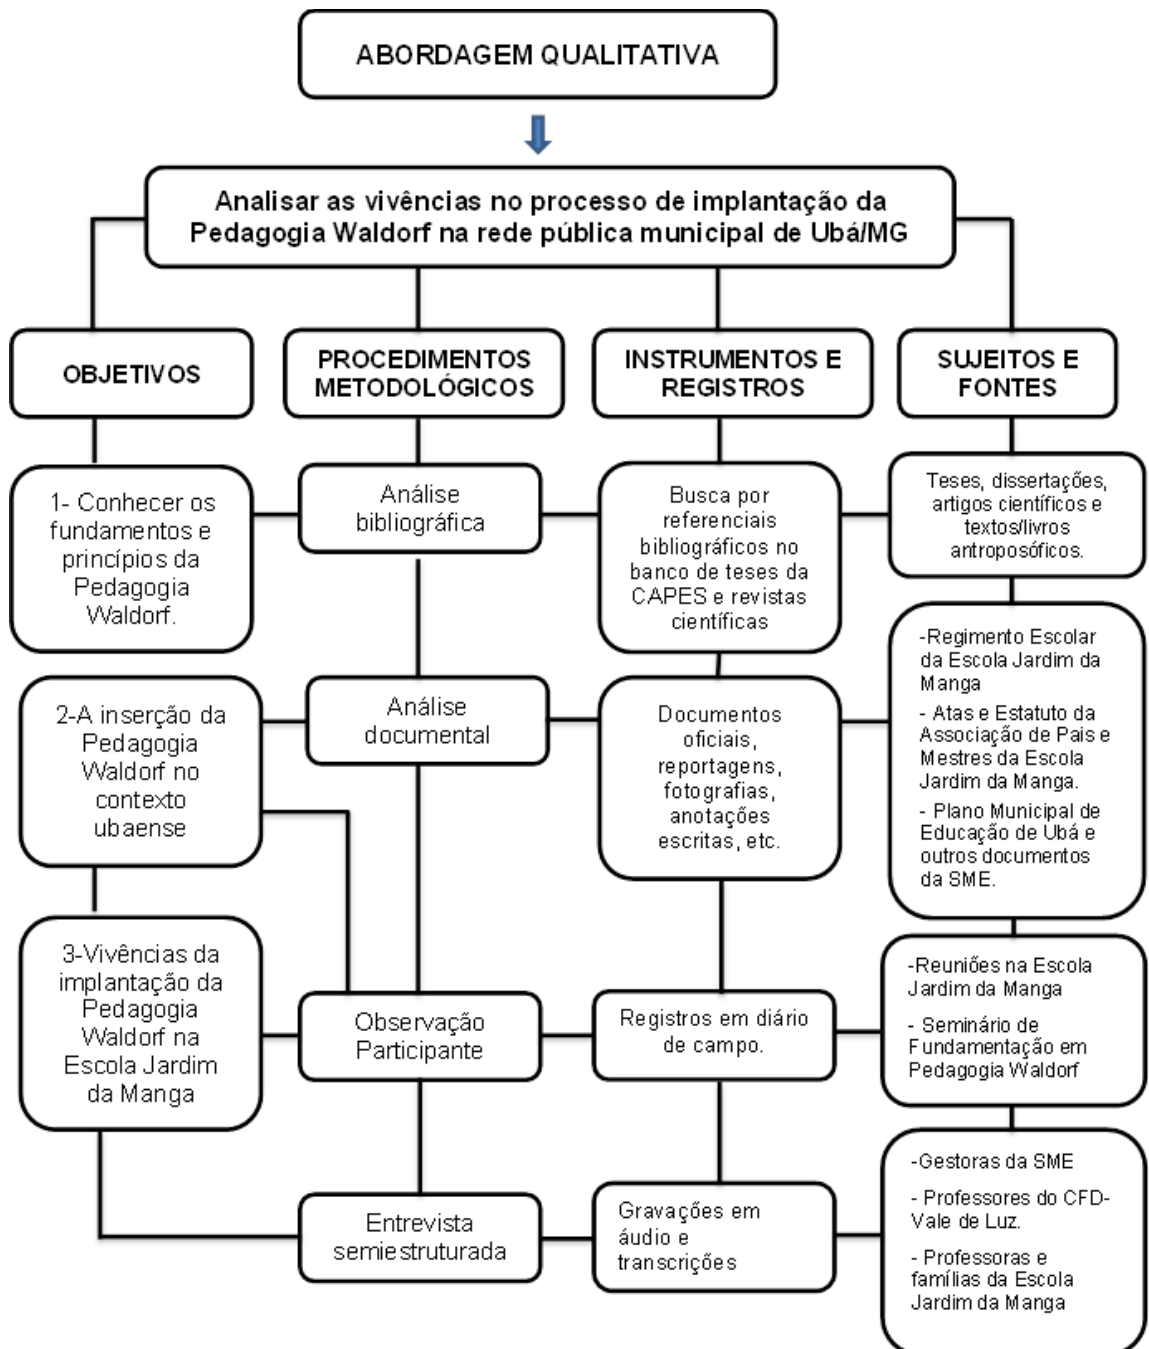 ABORDAGEM QUALITATIVA
Analisar as vivências no processo de implantação da
Pedagogia Waldorf na rede pública municipal de Ubá/MG
OBJETIVOS
PROCEDIMENTOS
METODOLÓGICOS
INSTRUMENTOS E
REGISTROS
SUJEITOS E
FONTES
1- Conhecer os
fundamentos e
princípios da
Pedagogia
Waldorf.
Análise
bibliográfica
Busca por
referenciais
bibliográficos no
banco de teses da
CAPES e revistas
científicas
Teses, dissertações,
artigos científicos e
textos/livros
antroposóficos.
2-A inserção da
Pedagogia
Waldorf no
contexto
ubaense
Análise
documental
Documentos
oficiais,
reportagens,
fotografias,
anotações
escritas, etc.
-Regimento Escolar
da Escola Jardim da
Manga
- Atas e Estatuto da
Associação de Pais e
Mestres da Escola
Jardim da Manga.
- Plano Municipal de
Educação de Ubá e
outros documentos
da SME.
3-Vivências da
implantação da
Pedagogia
Waldorf na
Escola Jardim
da Manga
Observação
Participante
Registros em diário
de campo.
-Reuniões na Escola
Jardim da Manga
- Seminário de
Fundamentação em
Pedagogia Waldorf
Entrevista
semiestruturada
Gravações em
áudio e
transcrições
-Gestoras da SME
- Professores do CFD-
Vale de Luz.
- Professoras e
famílias da Escola
Jardim da Manga